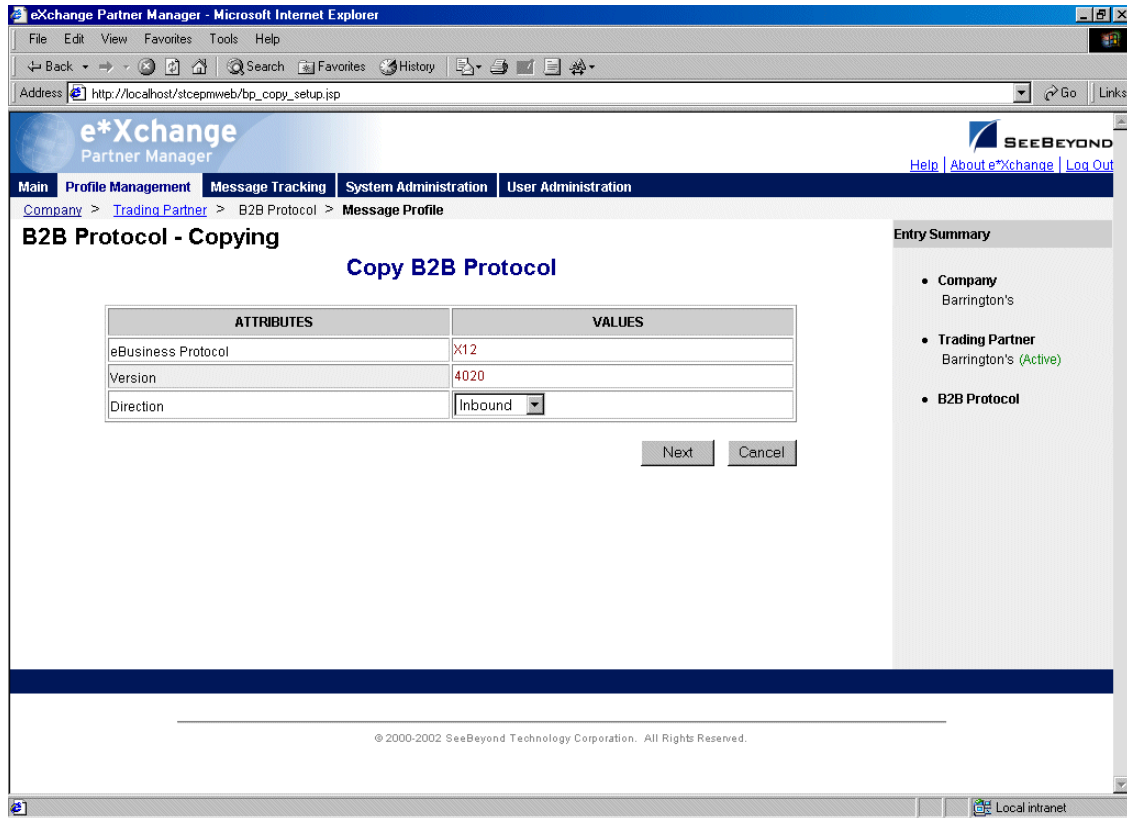 eXchange Partner Manager - Microsoft Internet Explorer
File Edit View Favorites Tools Help
Back Search Favorites History
Address http://localhost/stcepmweb/bp_copy_setup.jsp Go Links
e*Xchange
Partner Manager
SEEBEYOND
Help | About e*Xchange | Log Out
Main Profile Management Message Tracking System Administration User Administration
Company > Trading Partner > B2B Protocol > Message Profile
B2B Protocol - Copying
Copy B2B Protocol
ATTRIBUTES VALUES
eBusiness Protocol X12
Version 4020
Direction Inbound
Next Cancel
Entry Summary
• Company
Barrington's
• Trading Partner
Barrington's (Active)
• B2B Protocol
© 2000-2002 SeeBeyond Technology Corporation. All Rights Reserved.
Local intranet